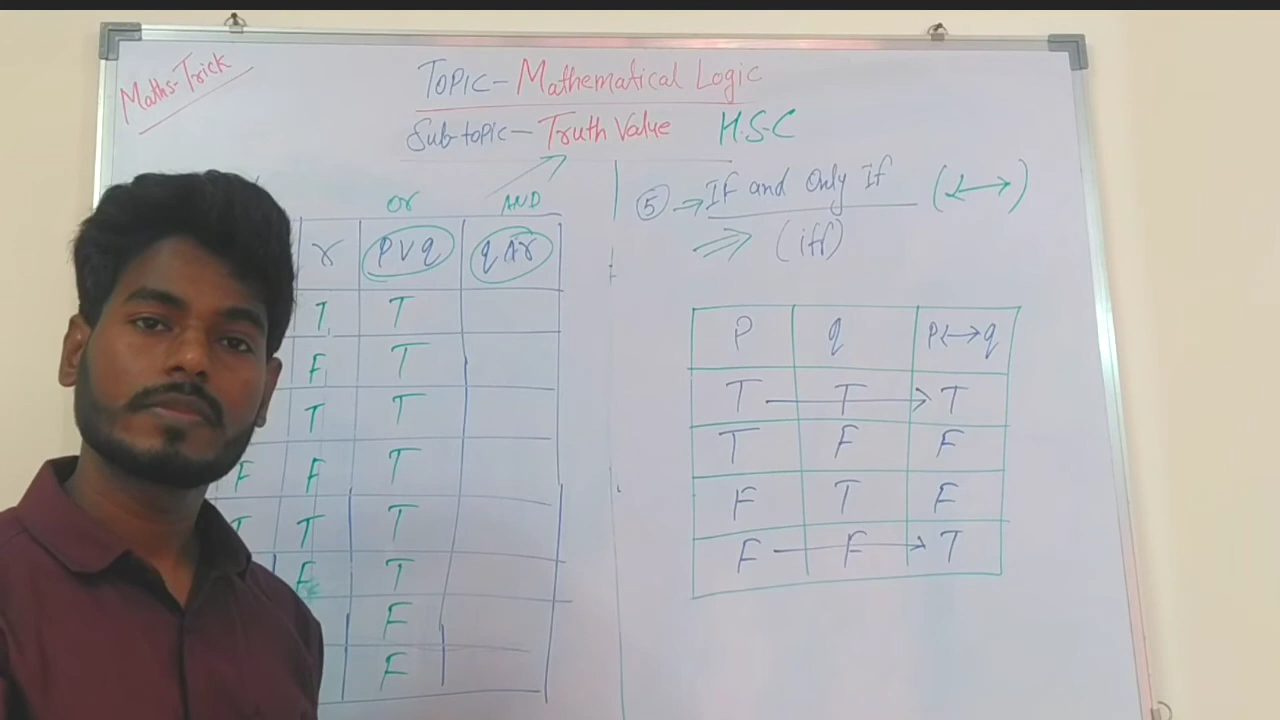 Maths-Trick
TOPIC - Mathematical Logic
Sub-topic - Truth Value H.S.C
or AND
r p∨q q∧r
T T
F T
T T
F F T
T T T
F T
F
F
⑤ → If and Only If (↔)
⇒ (iff)
P q P↔q
T T → T
T F F
F T F
F F → T